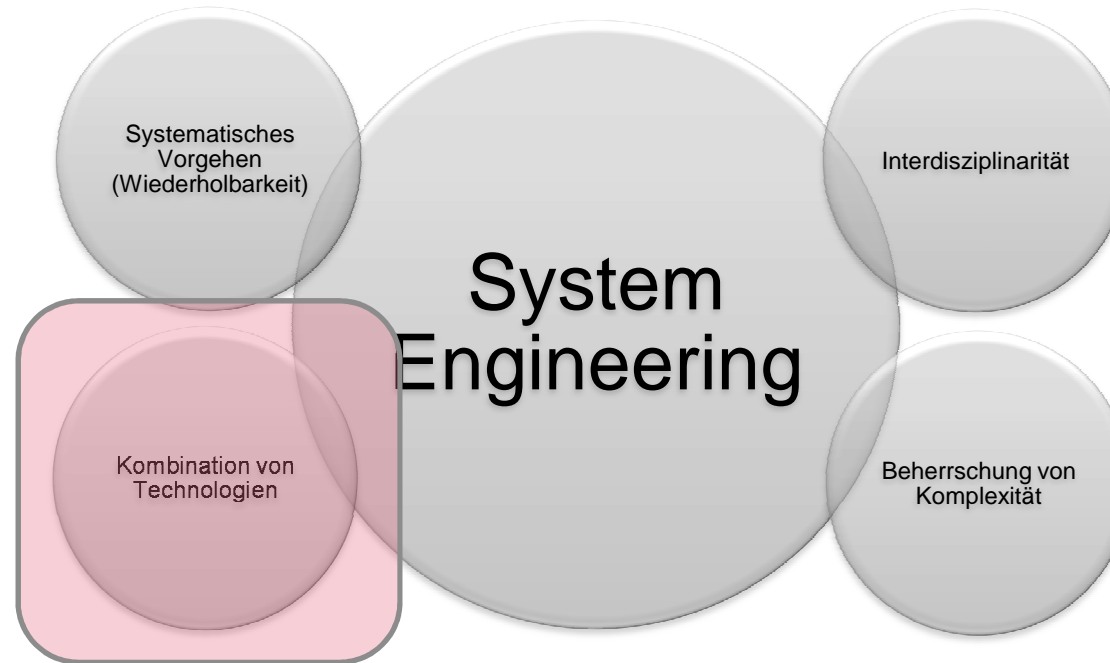 Systematisches
Vorgehen
(Wiederholbarkeit)
Interdisziplinarität
System
Engineering
Kombination von
Technologien
Beherrschung von
Komplexität